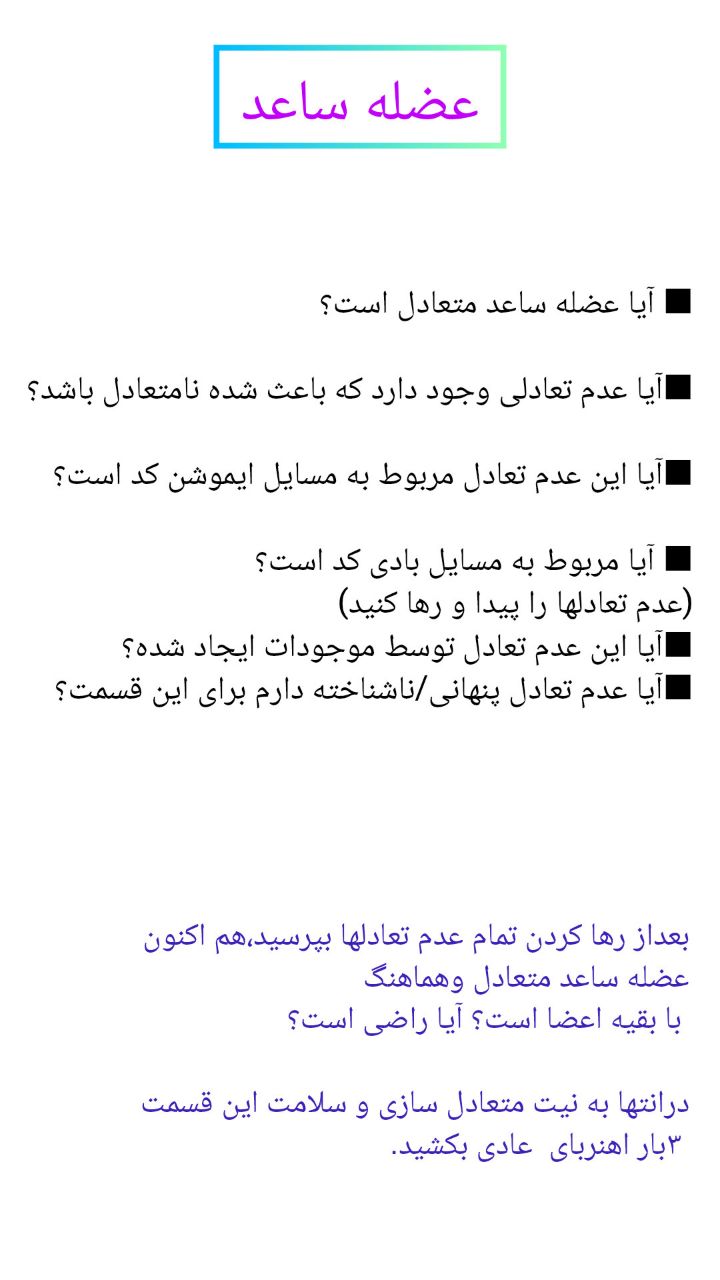 عضله ساعد
■ آیا عضله ساعد متعادل است؟
■آیا عدم تعادلی وجود دارد که باعث شده نامتعادل باشد؟
■آیا این عدم تعادل مربوط به مسایل ایموشن کد است؟
■ آیا مربوط به مسایل بادی کد است؟
(عدم تعادلها را پیدا و رها کنید)
■آیا این عدم تعادل توسط موجودات ایجاد شده؟
■آیا عدم تعادل پنهانی/ناشناخته دارم برای این قسمت؟
بعداز رها کردن تمام عدم تعادلها بپرسید،هم اکنون
عضله ساعد متعادل وهماهنگ
با بقیه اعضا است؟ آیا راضی است؟
درانتها به نیت متعادل سازی و سلامت این قسمت
۳بار اهنربای عادی بکشید.